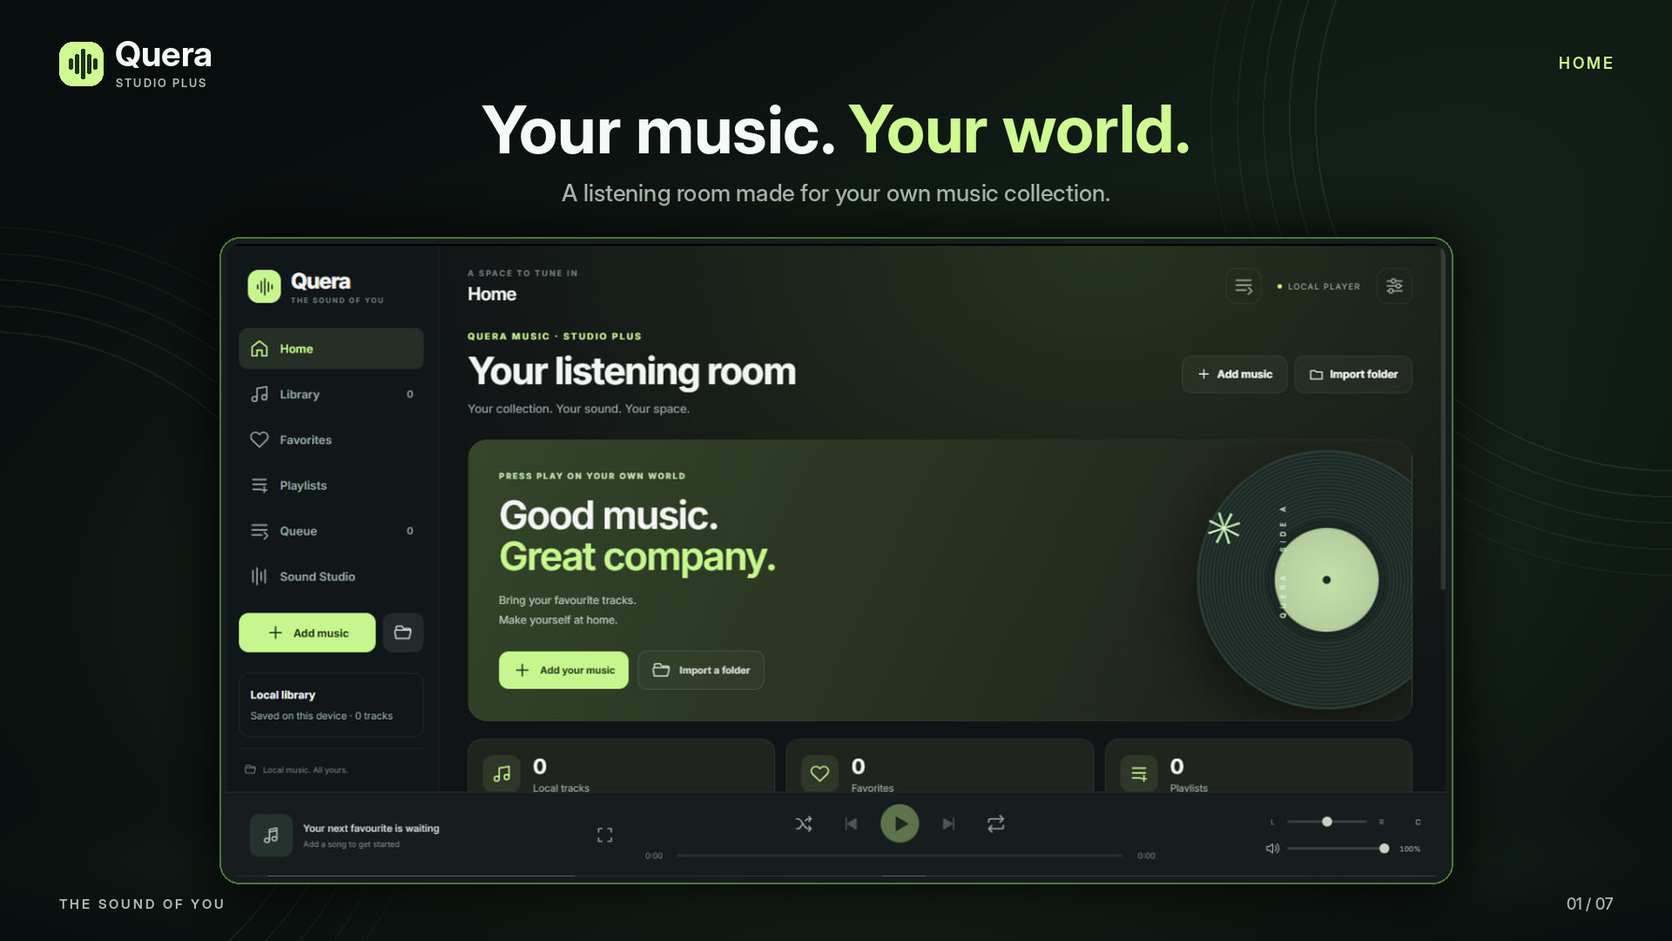 Quera
STUDIO PLUS
HOME
Your music. Your world.
A listening room made for your own music collection.
Quera
THE SOUND OF YOU
Home
Library 0
Favorites
Playlists
Queue 0
Sound Studio
Add music
Local library
Saved on this device · 0 tracks
Local music. All yours.
A SPACE TO TUNE IN
Home
LOCAL PLAYER
QUERA MUSIC · STUDIO PLUS
Your listening room
Your collection. Your sound. Your space.
Add music
Import folder
PRESS PLAY ON YOUR OWN WORLD
Good music.
Great company.
Bring your favourite tracks.
Make yourself at home.
Add your music
Import a folder
QUERA SIDE A
0
Local tracks
0
Favorites
0
Playlists
Your next favourite is waiting
Add a song to get started
0:00
0:00
L R C
100%
THE SOUND OF YOU
01 / 07